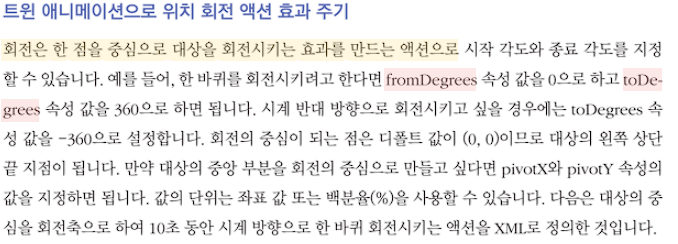 트윈 애니메이션으로 위치 회전 액션 효과 주기
회전은 한 점을 중심으로 대상을 회전시키는 효과를 만드는 액션으로 시작 각도와 종료 각도를 지정
할 수 있습니다. 예를 들어, 한 바퀴를 회전시키려고 한다면 fromDegrees 속성 값을 0으로 하고 toDe-
grees 속성 값을 360으로 하면 됩니다. 시계 반대 방향으로 회전시키고 싶을 경우에는 toDegrees 속
성 값을 -360으로 설정합니다. 회전의 중심이 되는 점은 디폴트 값이 (0, 0)이므로 대상의 왼쪽 상단
끝 지점이 됩니다. 만약 대상의 중앙 부분을 회전의 중심으로 만들고 싶다면 pivotX와 pivotY 속성의
값을 지정하면 됩니다. 값의 단위는 좌표 값 또는 백분율(%)을 사용할 수 있습니다. 다음은 대상의 중
심을 회전축으로 하여 10초 동안 시계 방향으로 한 바퀴 회전시키는 액션을 XML로 정의한 것입니다.